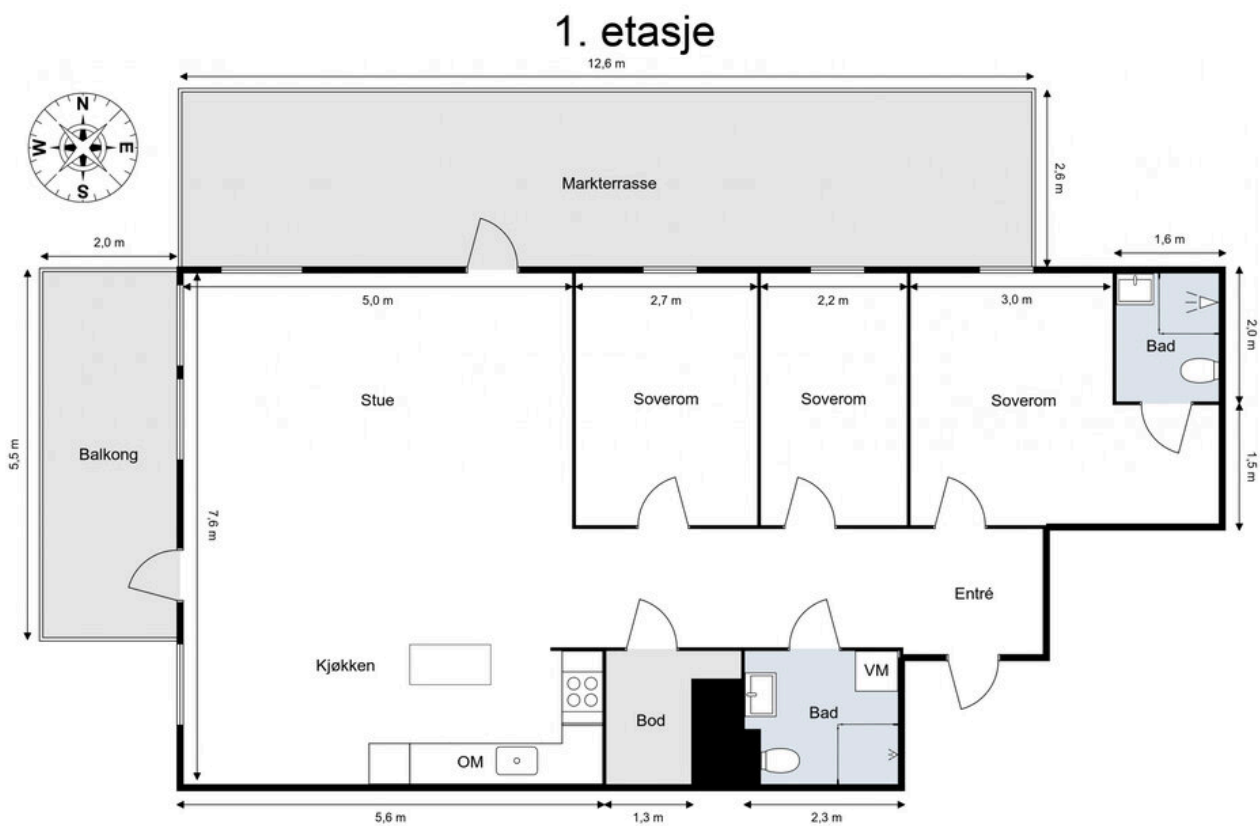 1. etasje
12,6 m
N
W
E
S
Markterrasse
2,6 m
2,0 m
1,6 m
5,0 m
2,7 m
2,2 m
3,0 m
2,0 m
Bad
Stue
Soverom
Soverom
Soverom
Balkong
5,5 m
1,5 m
7,6 m
Entré
Kjøkken
VM
Bod
Bad
OM
5,6 m
1,3 m
2,3 m